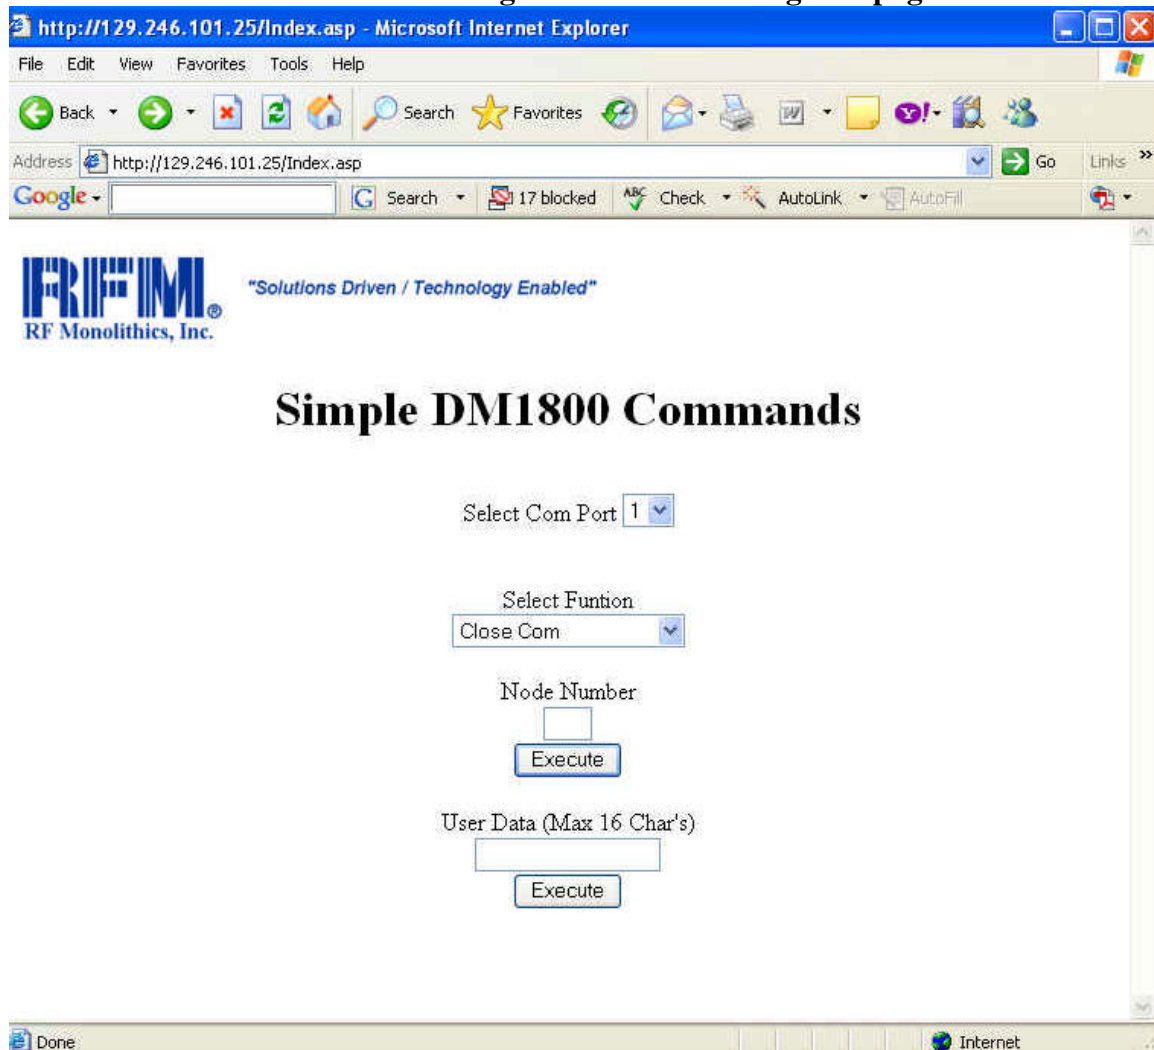 http://129.246.101.25/Index.asp - Microsoft Internet Explorer
File Edit View Favorites Tools Help
Back Search Favorites
Address http://129.246.101.25/Index.asp Go Links »
Google Search 17 blocked ABC Check AutoLink AutoFill
RFM ®
RF Monolithics, Inc.
"Solutions Driven / Technology Enabled"
Simple DM1800 Commands
Select Com Port 1
Select Funtion
Close Com
Node Number
Execute
User Data (Max 16 Char's)
Execute
Done Internet